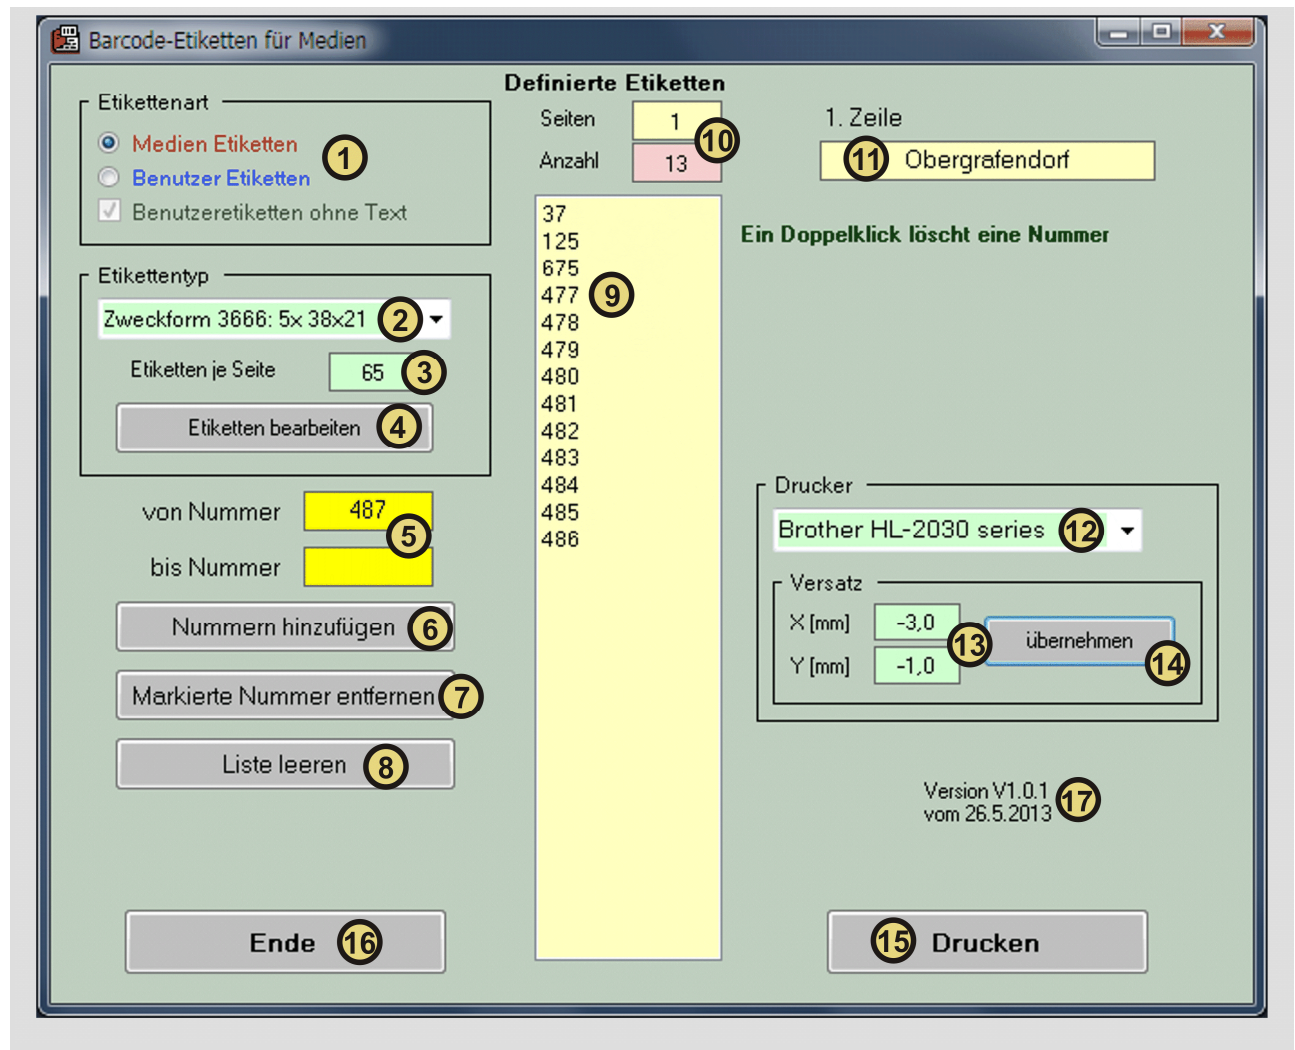 Barcode-Etiketten für Medien
Etikettenart
Medien Etiketten
Benutzer Etiketten
1
Benutzeretiketten ohne Text
Etikettentyp
Zweckform 3666: 5x 38x21 2
Etiketten je Seite 65 3
Etiketten bearbeiten 4
von Nummer 487
5
bis Nummer
Nummern hinzufügen 6
Markierte Nummer entfernen 7
Liste leeren 8
Ende 16
Definierte Etiketten
Seiten 1
10
Anzahl 13
37
125
675
477 9
478
479
480
481
482
483
484
485
486
1. Zeile
11 Obergrafendorf
Ein Doppelklick löscht eine Nummer
Drucker
Brother HL-2030 series 12
Versatz
X [mm] -3,0
13
Y [mm] -1,0
übernehmen
14
Version V1.0.1
vom 26.5.2013
17
15 Drucken